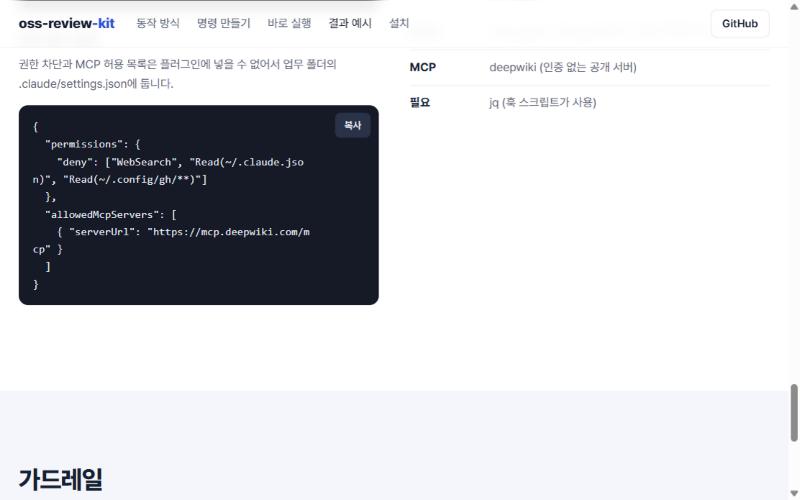 oss-review-kit 동작 방식 명령 만들기 바로 실행 결과 예시 설치 GitHub
권한 차단과 MCP 허용 목록은 플러그인에 넣을 수 없어서 업무 폴더의
.claude/settings.json에 둡니다.
복사
{
  "permissions": {
    "deny": ["WebSearch", "Read(~/.claude.jso
n)", "Read(~/.config/gh/**)"]
  },
  "allowedMcpServers": [
    { "serverUrl": "https://mcp.deepwiki.com/m
cp" }
  ]
}
MCP deepwiki (인증 없는 공개 서버)
필요 jq (훅 스크립트가 사용)
가드레일